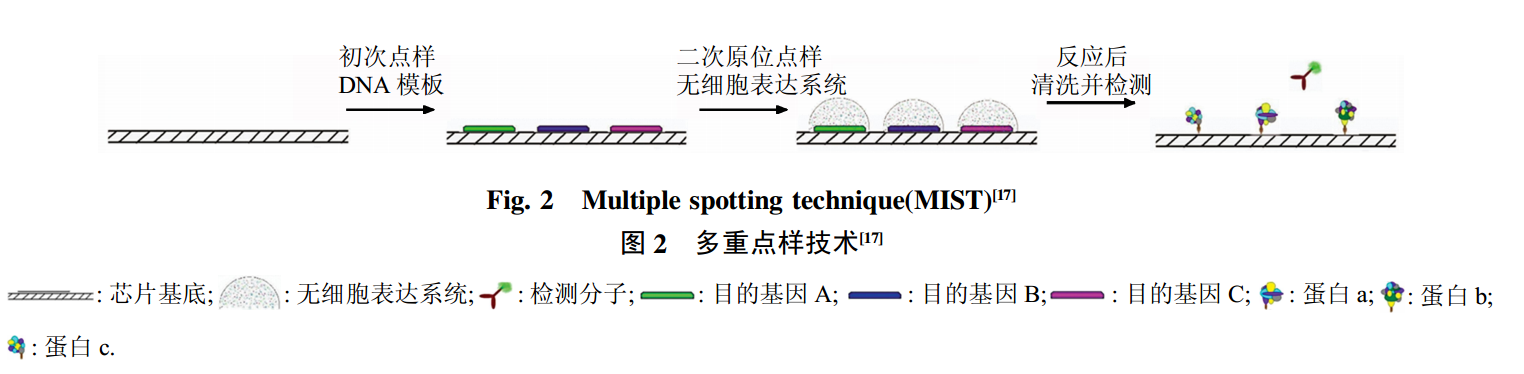 初次点样
DNA 模板
二次原位点样
无细胞表达系统
反应后
清洗并检测
Fig. 2 Multiple spotting technique(MIST)[17]
图 2 多重点样技术[17]
: 芯片基底; : 无细胞表达系统; : 检测分子; : 目的基因 A; : 目的基因 B; : 目的基因 C; : 蛋白 a; : 蛋白 b;
: 蛋白 c.